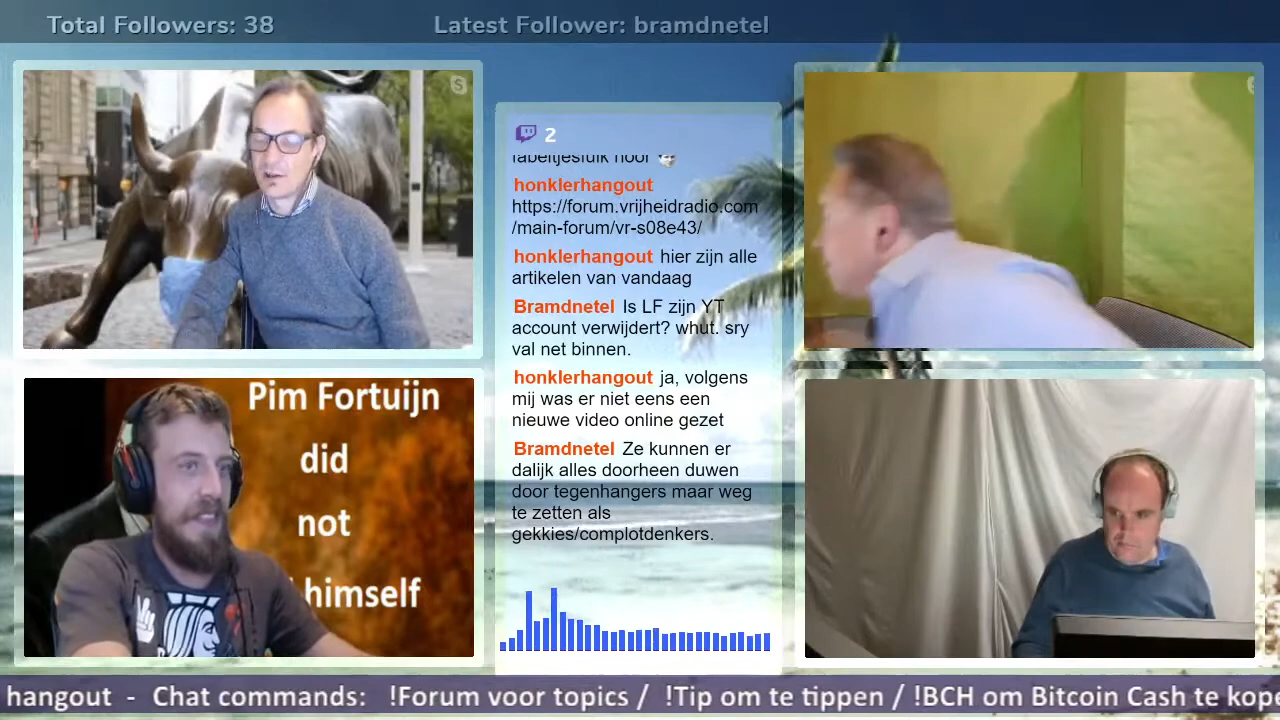 Total Followers: 38
Latest Follower: bramdnetel
2
fabeltjesfuik hoor
honklerhangout
https://forum.vrijheidradio.com
/main-forum/vr-s08e43/
honklerhangout hier zijn alle
artikelen van vandaag
Bramdnetel Is LF zijn YT
account verwijdert? whut. sry
val net binnen.
honklerhangout ja, volgens
mij was er niet eens een
nieuwe video online gezet
Bramdnetel Ze kunnen er
dalijk alles doorheen duwen
door tegenhangers maar weg
te zetten als
gekkies/complotdenkers.
Pim Fortuijn
did
not
himself
hangout - Chat commands: !Forum voor topics / !Tip om te tippen / !BCH om Bitcoin Cash te kope